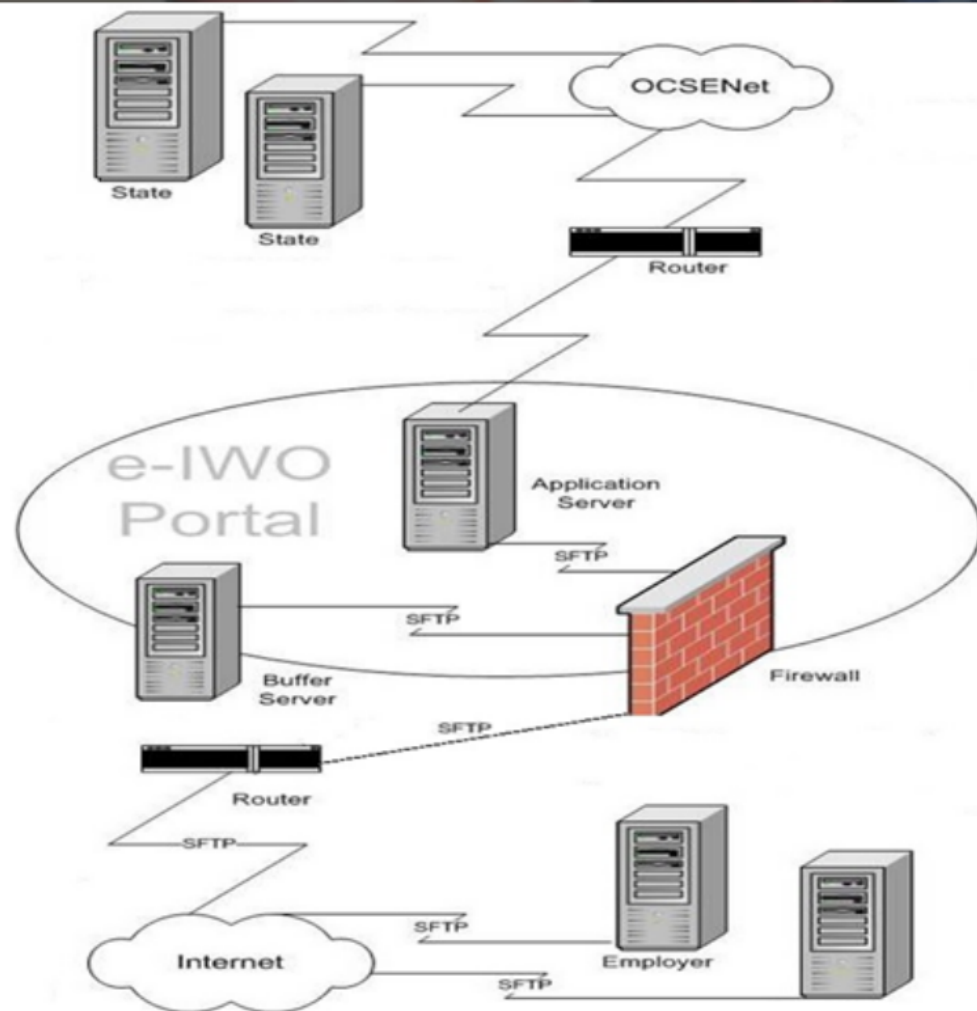 OCSENet
State
State
Router
e-IWO
Portal
Application
Server
SFTP
SFTP
Buffer
Server
Firewall
SFTP
Router
SFTP
SFTP
Internet
Employer
SFTP